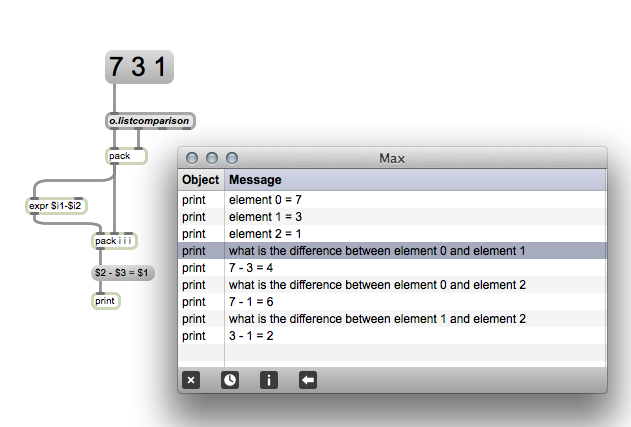 7 3 1
o.listcomparison
pack
expr $i1-$i2
pack i i i
$2 - $3 = $1
print
Max
Object Message
print element 0 = 7
print element 1 = 3
print element 2 = 1
print what is the difference between element 0 and element 1
print 7 - 3 = 4
print what is the difference between element 0 and element 2
print 7 - 1 = 6
print what is the difference between element 1 and element 2
print 3 - 1 = 2